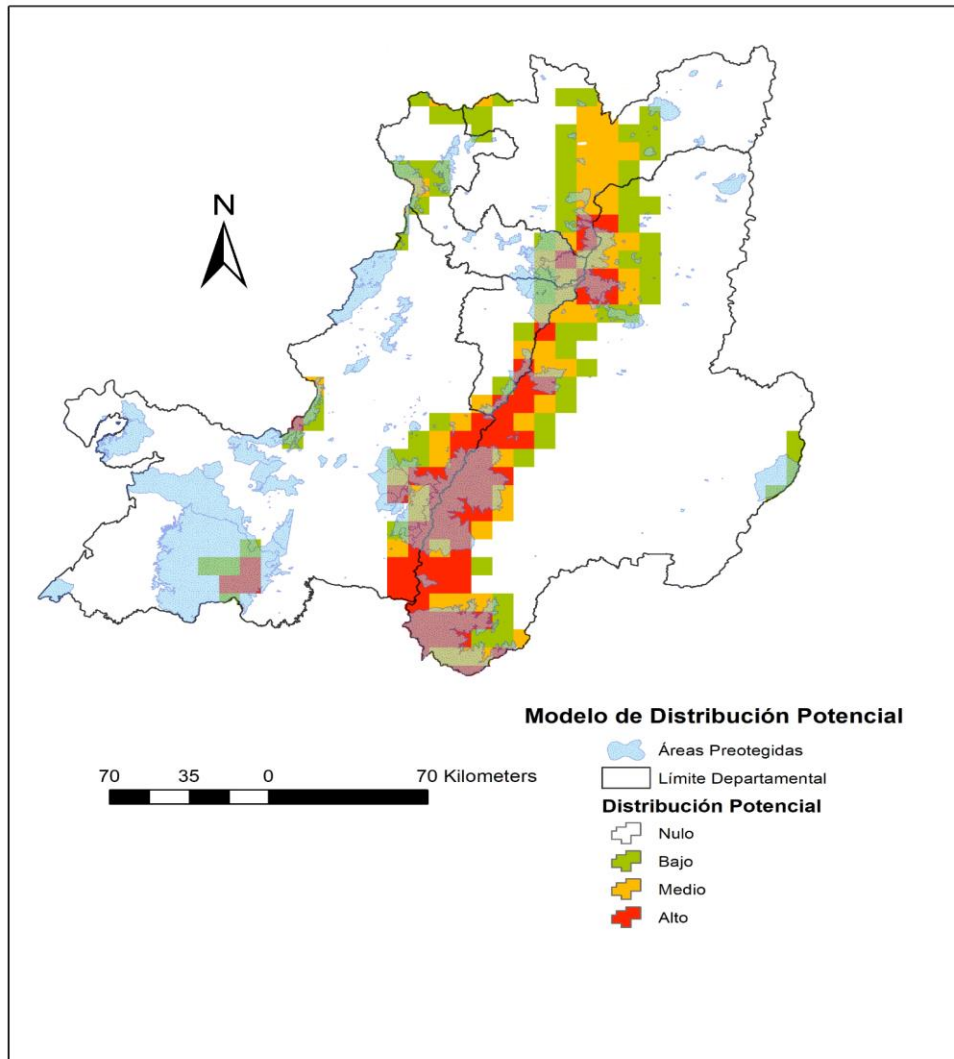 N
Modelo de Distribución Potencial
Áreas Preotegidas
Límite Departamental
Distribución Potencial
Nulo
Bajo
Medio
Alto
70 35 0 70 Kilometers